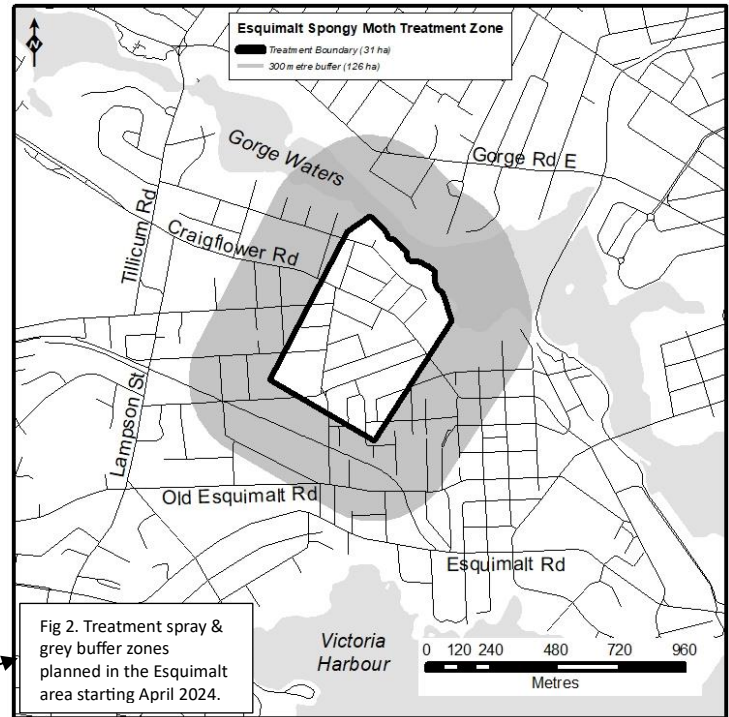 Esquimalt Spongy Moth Treatment Zone
Treatment Boundary (31 ha)
300 metre buffer (126 ha)
N
Gorge Waters
Gorge Rd E
Tillicum Rd
Craigflower Rd
Lampson St
Old Esquimalt Rd
Esquimalt Rd
Fig 2. Treatment spray &
grey buffer zones
planned in the Esquimalt
area starting April 2024.
Victoria
Harbour
0 120 240 480 720 960
Metres